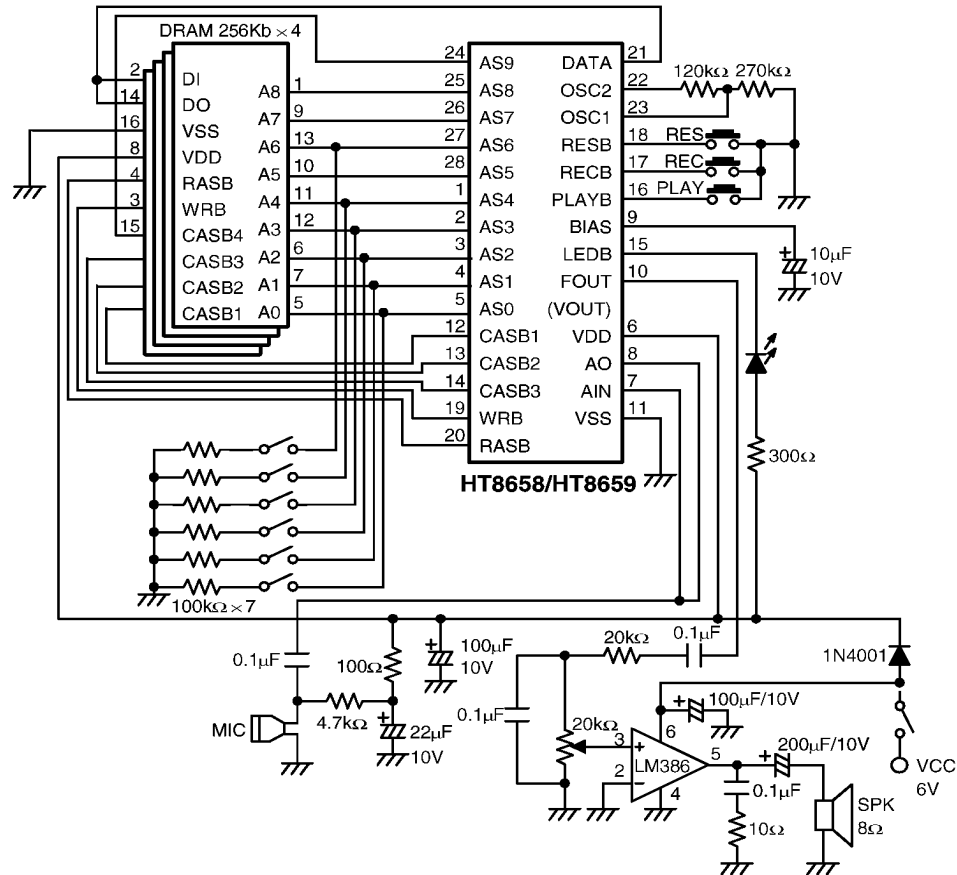 DRAM 256Kb × 4
2 DI
14 DO
16 VSS
8 VDD
4 RASB
3 WRB
15 CASB4
CASB3
CASB2
CASB1
A8 1
A7 9
A6 13
A5 10
A4 11
A3 12
A2 6
A1 7
A0 5
24 AS9
25 AS8
26 AS7
27 AS6
28 AS5
1 AS4
2 AS3
3 AS2
4 AS1
5 AS0
12 CASB1
13 CASB2
14 CASB3
19 WRB
20 RASB
DATA 21
OSC2 22
OSC1 23
RESB 18
RECB 17
PLAYB 16
BIAS 9
LEDB 15
FOUT 10
(VOUT)
VDD 6
AO 8
AIN 7
VSS 11
HT8658/HT8659
120kΩ 270kΩ
RES
REC
PLAY
10µF
10V
300Ω
100kΩ × 7
0.1µF
100Ω
100µF
10V
4.7kΩ
MIC
22µF
10V
20kΩ
0.1µF
0.1µF
20kΩ
100µF/10V
1N4001
3 +
2 −
LM386
6
5
4
200µF/10V
0.1µF
10Ω
SPK
8Ω
VCC
6V